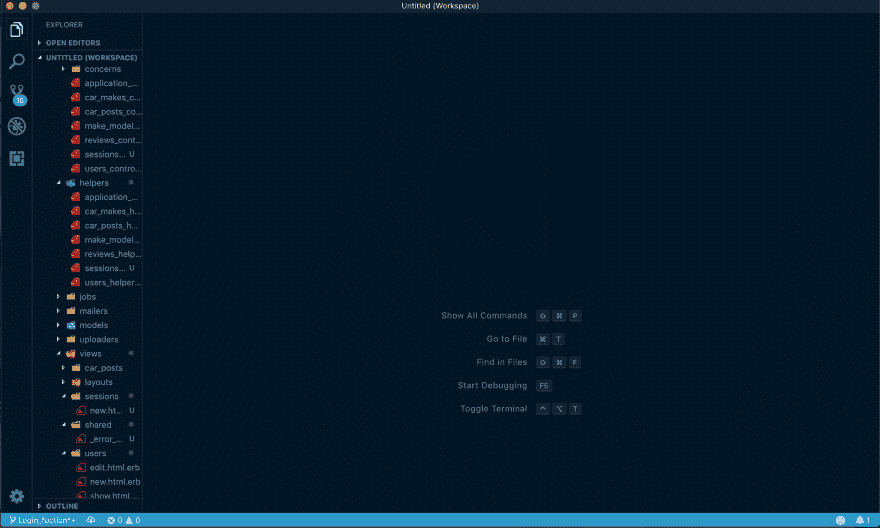 Untitled (Workspace)
EXPLORER
OPEN EDITORS
UNTITLED (WORKSPACE)
concerns
application_...
car_makes_c...
car_posts_co...
make_model...
reviews_cont...
sessions... U
users_contro...
helpers
application_...
car_makes_h...
car_posts_h...
make_model...
reviews_help...
sessions... U
users_helper...
jobs
mailers
models
uploaders
views
car_posts
layouts
sessions
new.ht... U
shared
_error_... U
users
edit.html.erb
new.html.erb
show.html....
OUTLINE
16
Show All Commands ⇧ ⌘ P
Go to File ⌘ T
Find in Files ⇧ ⌘ F
Start Debugging F5
Toggle Terminal ^ ⌥ T
Login_fuction*+ 0 0 1